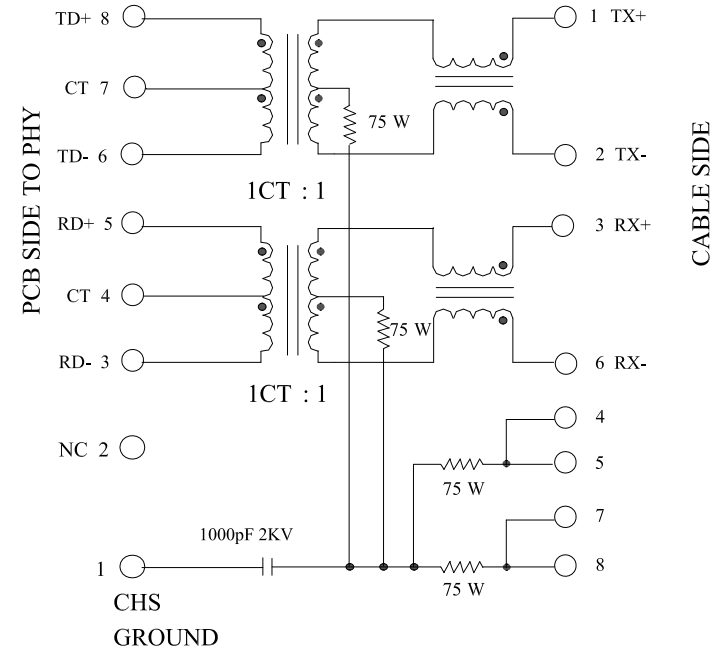 TD+ 8
1 TX+
CT 7
75 W
TD- 6
2 TX-
1CT : 1
PCB SIDE TO PHY
CABLE SIDE
RD+ 5
3 RX+
CT 4
75 W
RD- 3
6 RX-
1CT : 1
4
NC 2
5
75 W
7
1000pF 2KV
1
8
75 W
CHS
GROUND